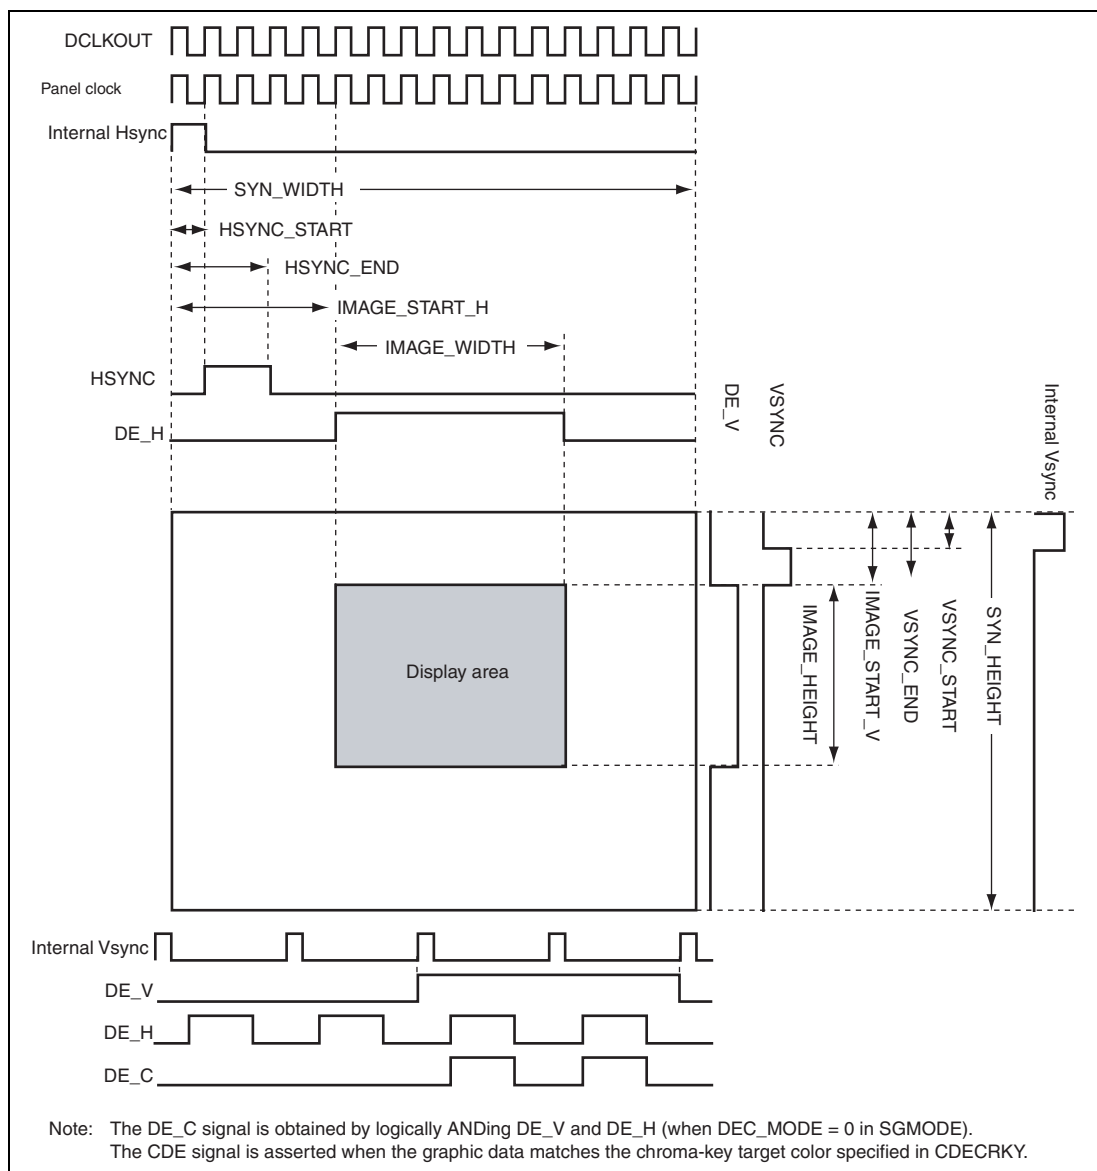 DCLKOUT
Panel clock
Internal Hsync
SYN_WIDTH
HSYNC_START
HSYNC_END
IMAGE_START_H
IMAGE_WIDTH
HSYNC
DE_H
DE_V
VSYNC
Internal Vsync
Display area
IMAGE_HEIGHT
IMAGE_START_V
VSYNC_END
VSYNC_START
SYN_HEIGHT
Internal Vsync
DE_V
DE_H
DE_C
Note: The DE_C signal is obtained by logically ANDing DE_V and DE_H (when DEC_MODE = 0 in SGMODE).
The CDE signal is asserted when the graphic data matches the chroma-key target color specified in CDECRKY.